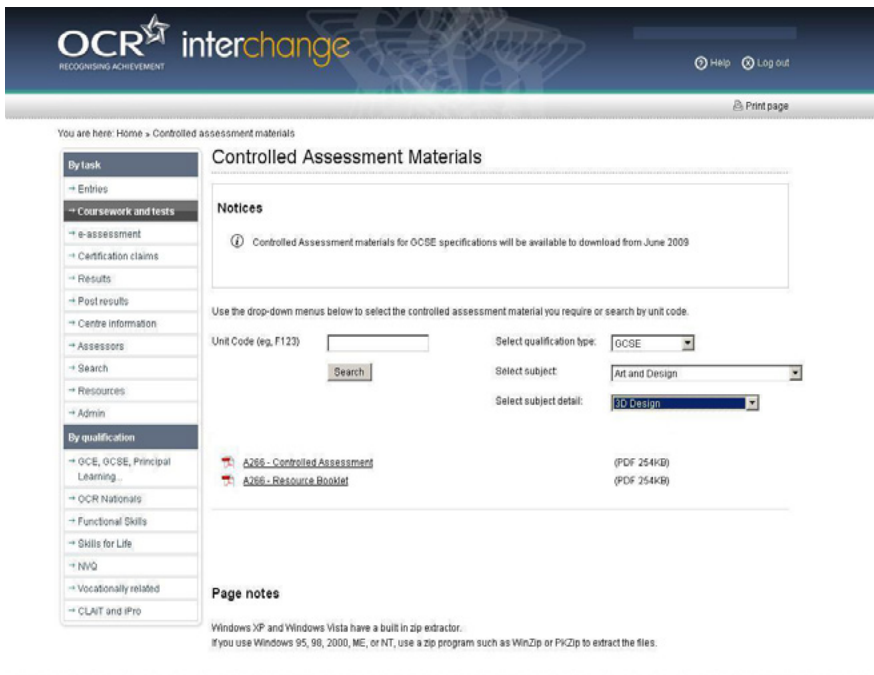 OCR interchange
RECOGNISING ACHIEVEMENT
Help Log out
Print page
You are here: Home » Controlled assessment materials
By task
Entries
Coursework and tests
e-assessment
Certification claims
Results
Post results
Centre information
Assessors
Search
Resources
Admin
By qualification
GCE, GCSE, Principal
Learning...
OCR Nationals
Functional Skills
Skills for Life
NVQ
Vocationally related
CLAiT and iPro
Controlled Assessment Materials
Notices
Controlled Assessment materials for GCSE specifications will be available to download from June 2009
Use the drop-down menus below to select the controlled assessment material you require or search by unit code.
Unit Code (eg, F123)
Search
Select qualification type: GCSE
Select subject: Art and Design
Select subject detail: 3D Design
A266 - Controlled Assessment (PDF 254KB)
A266 - Resource Booklet (PDF 254KB)
Page notes
Windows XP and Windows Vista have a built in zip extractor.
If you use Windows 95, 98, 2000, ME, or NT, use a zip program such as WinZip or PKZip to extract the files.